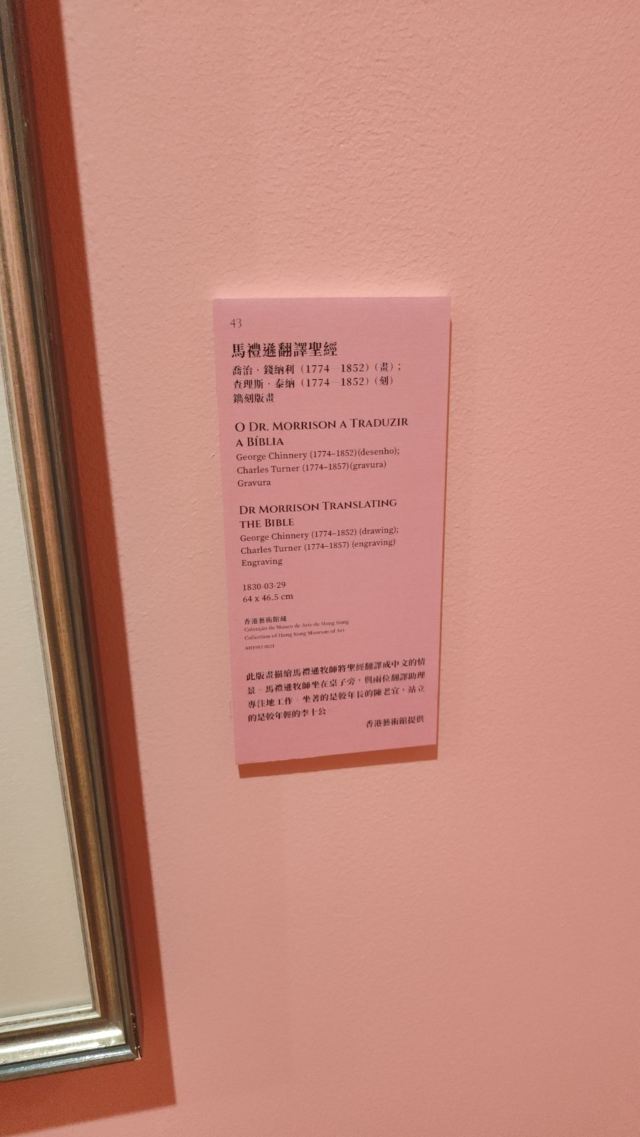 43
馬禮遜翻譯聖經
喬治·錢納利（1774–1852）（畫）；
查理斯·泰納（1774–1852）（刻）
鐫刻版畫
O Dr. Morrison a Traduzir
a Bíblia
George Chinnery (1774–1852)(desenho);
Charles Turner (1774–1857)(gravura)
Gravura
Dr Morrison Translating
the Bible
George Chinnery (1774–1852) (drawing);
Charles Turner (1774–1857) (engraving)
Engraving
1830-03-29
64 x 46.5 cm
香港藝術館藏
Colecção do Museu de Arte de Hong Kong
Collection of Hong Kong Museum of Art
此版畫描繪馬禮遜牧師將聖經翻譯成中文的情
景。馬禮遜牧師坐在桌子旁，與兩位翻譯助理
專注地工作。坐著的是較年長的陳老宜，站立
的是較年輕的李十公。
香港藝術館提供